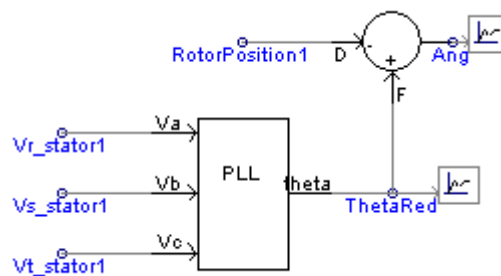 RotorPosition1
D
-
+
Ang
F
Va
Vr_stator1
PLL
Vb
theta
Vs_stator1
ThetaRed
Vc
Vt_stator1